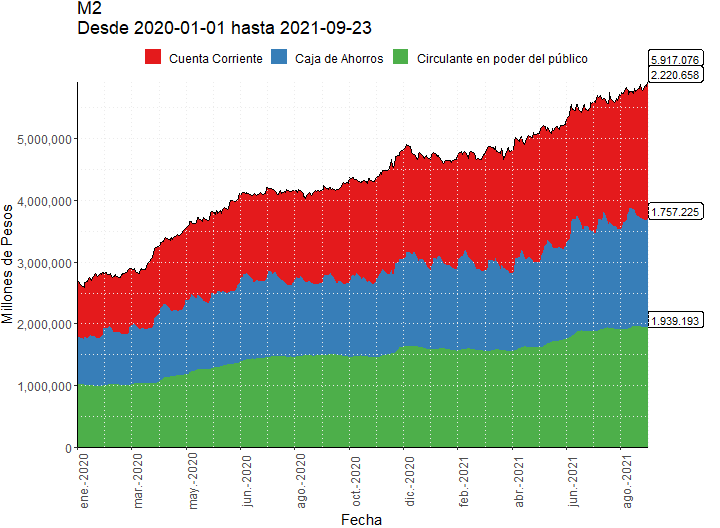 M2
Desde 2020-01-01 hasta 2021-09-23
Cuenta Corriente Caja de Ahorros Circulante en poder del público
5.917.076
2.220.658
1.757.225
1.939.193
Millones de Pesos
5,000,000
4,000,000
3,000,000
2,000,000
1,000,000
0
ene.-2020
mar.-2020
may.-2020
jun.-2020
ago.-2020
oct.-2020
dic.-2020
feb.-2021
abr.-2021
jun.-2021
ago.-2021
Fecha